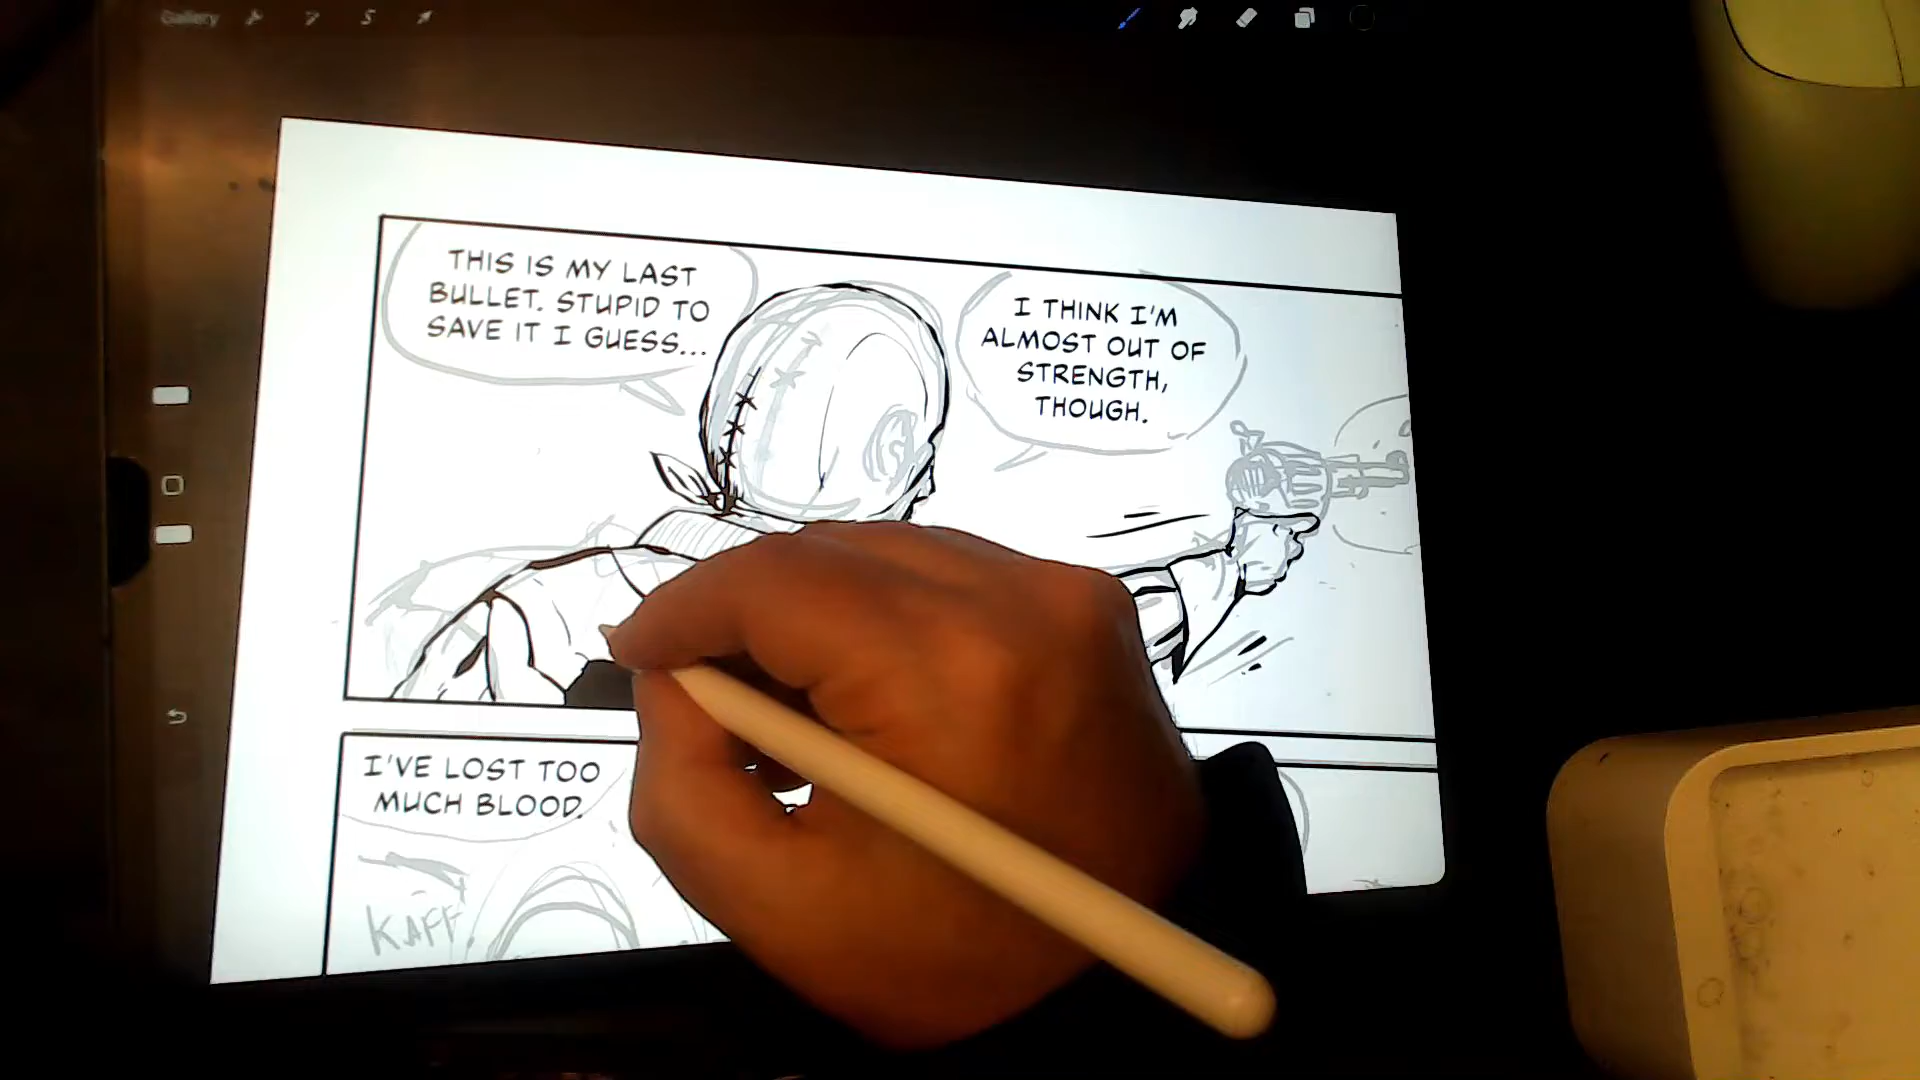 Gallery
THIS IS MY LAST
BULLET. STUPID TO
SAVE IT I GUESS...
I THINK I'M
ALMOST OUT OF
STRENGTH,
THOUGH.
I'VE LOST TOO
MUCH BLOOD.
KAFF